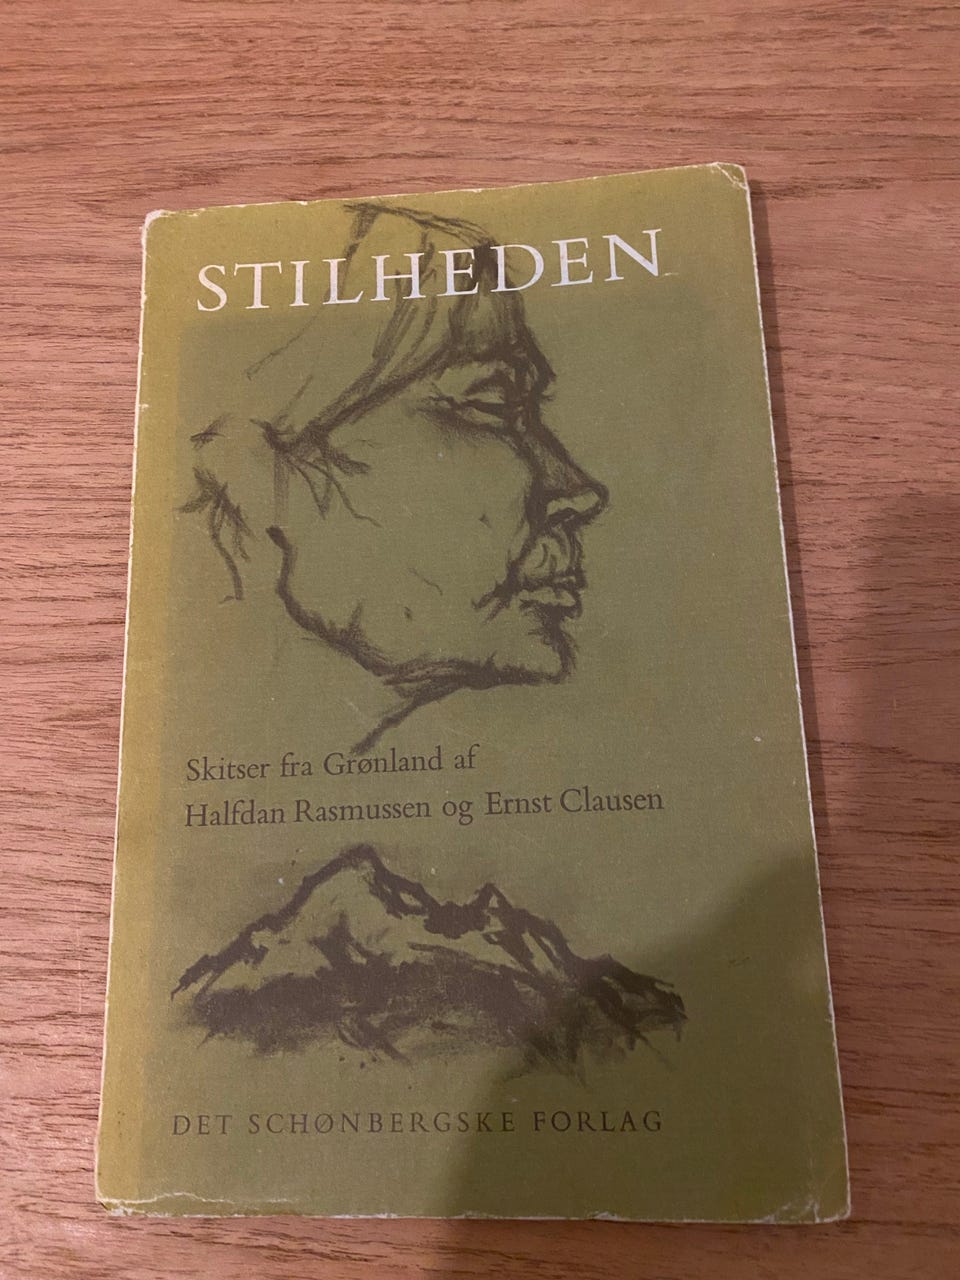 STILHEDEN
Skitser fra Grønland af
Halfdan Rasmussen og Ernst Clausen
DET SCHØNBERGSKE FORLAG